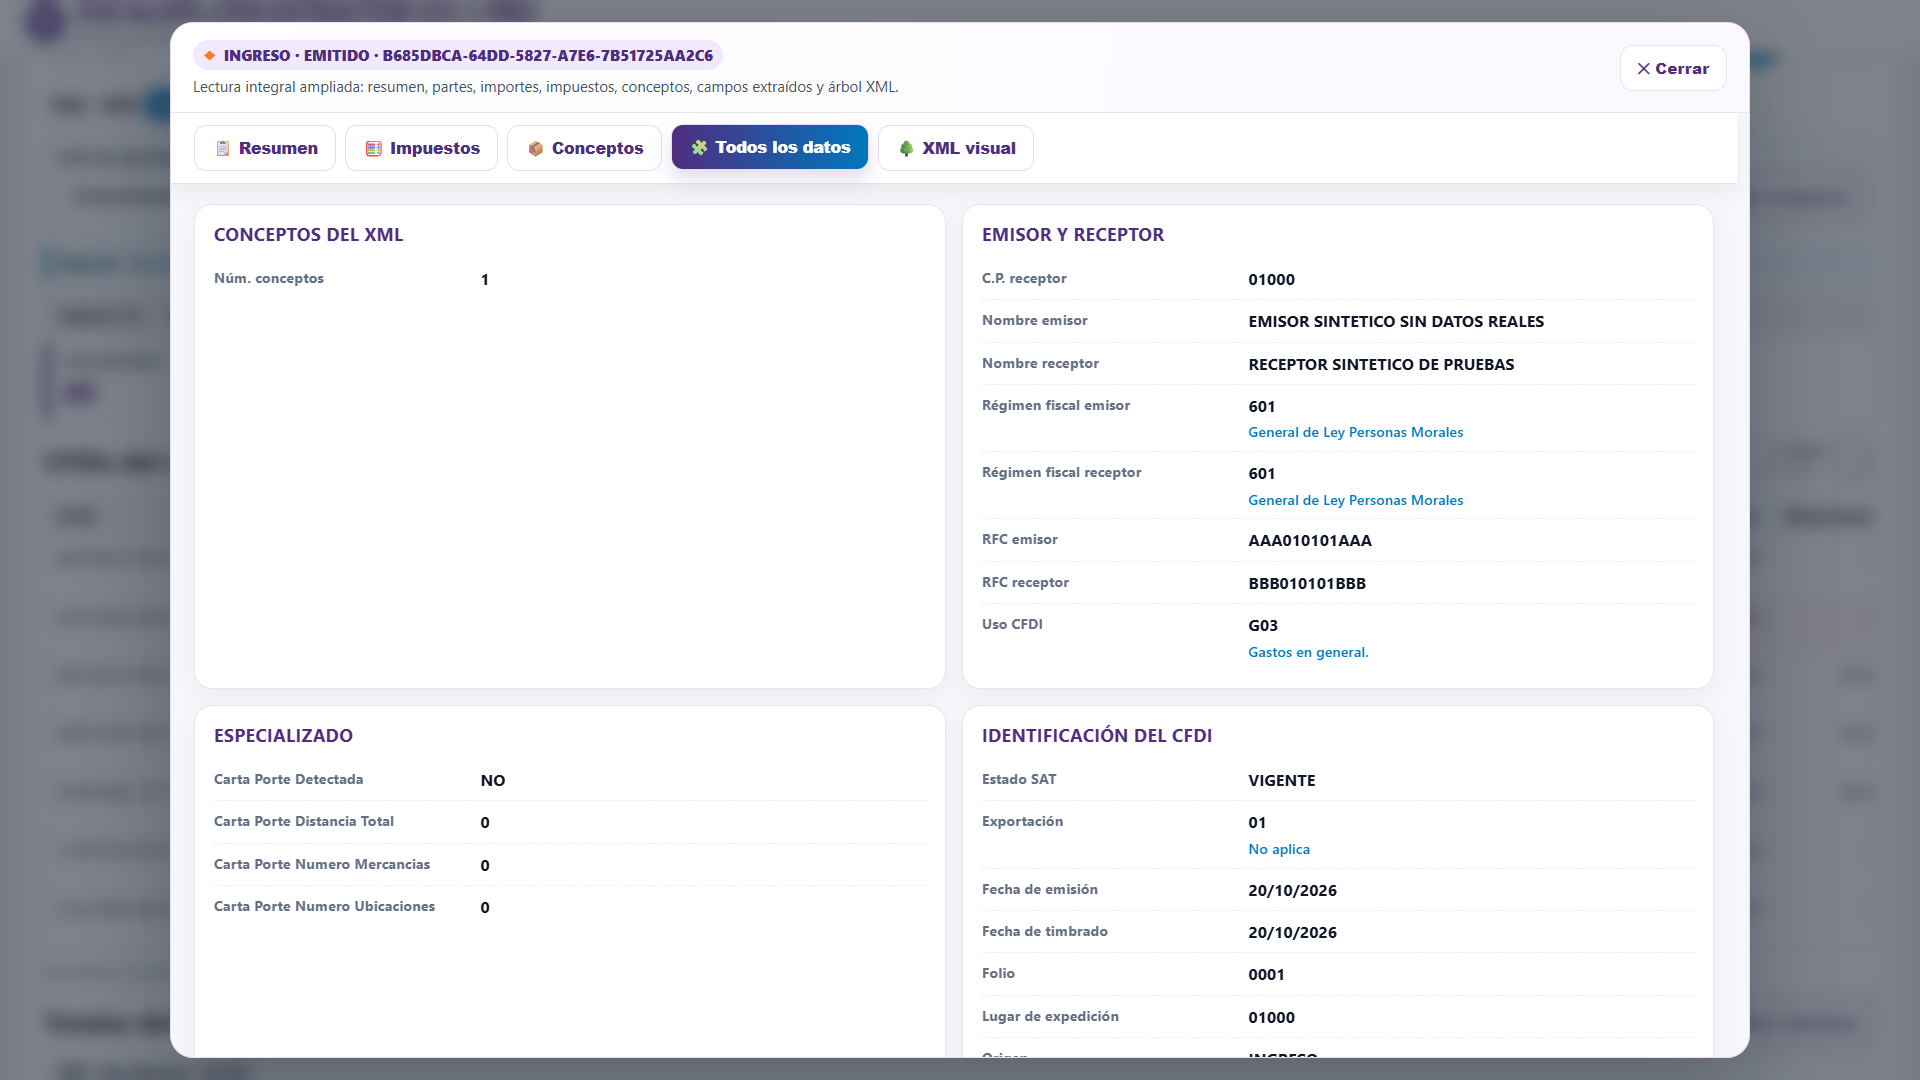 INGRESO · EMITIDO · B685DBCA-64DD-5827-A7E6-7B51725AA2C6
Lectura integral ampliada: resumen, partes, importes, impuestos, conceptos, campos extraídos y árbol XML.
Cerrar
Resumen
Impuestos
Conceptos
Todos los datos
XML visual
CONCEPTOS DEL XML
Núm. conceptos 1
EMISOR Y RECEPTOR
C.P. receptor 01000
Nombre emisor EMISOR SINTETICO SIN DATOS REALES
Nombre receptor RECEPTOR SINTETICO DE PRUEBAS
Régimen fiscal emisor 601
General de Ley Personas Morales
Régimen fiscal receptor 601
General de Ley Personas Morales
RFC emisor AAA010101AAA
RFC receptor BBB010101BBB
Uso CFDI G03
Gastos en general.
ESPECIALIZADO
Carta Porte Detectada NO
Carta Porte Distancia Total 0
Carta Porte Numero Mercancias 0
Carta Porte Numero Ubicaciones 0
IDENTIFICACIÓN DEL CFDI
Estado SAT VIGENTE
Exportación 01
No aplica
Fecha de emisión 20/10/2026
Fecha de timbrado 20/10/2026
Folio 0001
Lugar de expedición 01000
Origen INGRESO